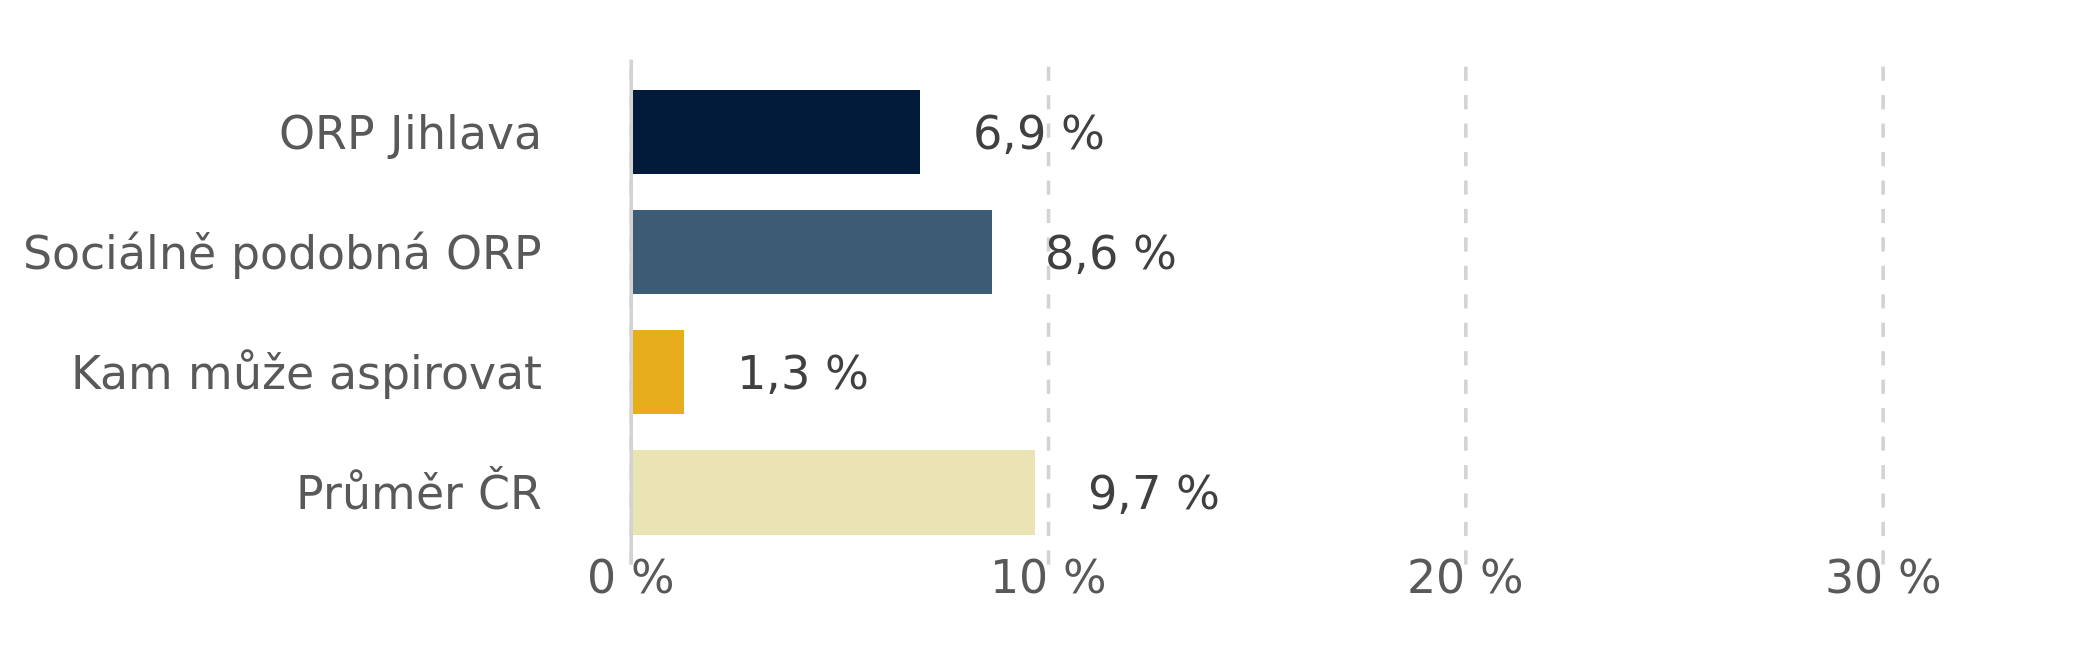 ORP Jihlava 6,9 %
Sociálně podobná ORP 8,6 %
Kam může aspirovat 1,3 %
Průměr ČR 9,7 %
0 % 10 % 20 % 30 %